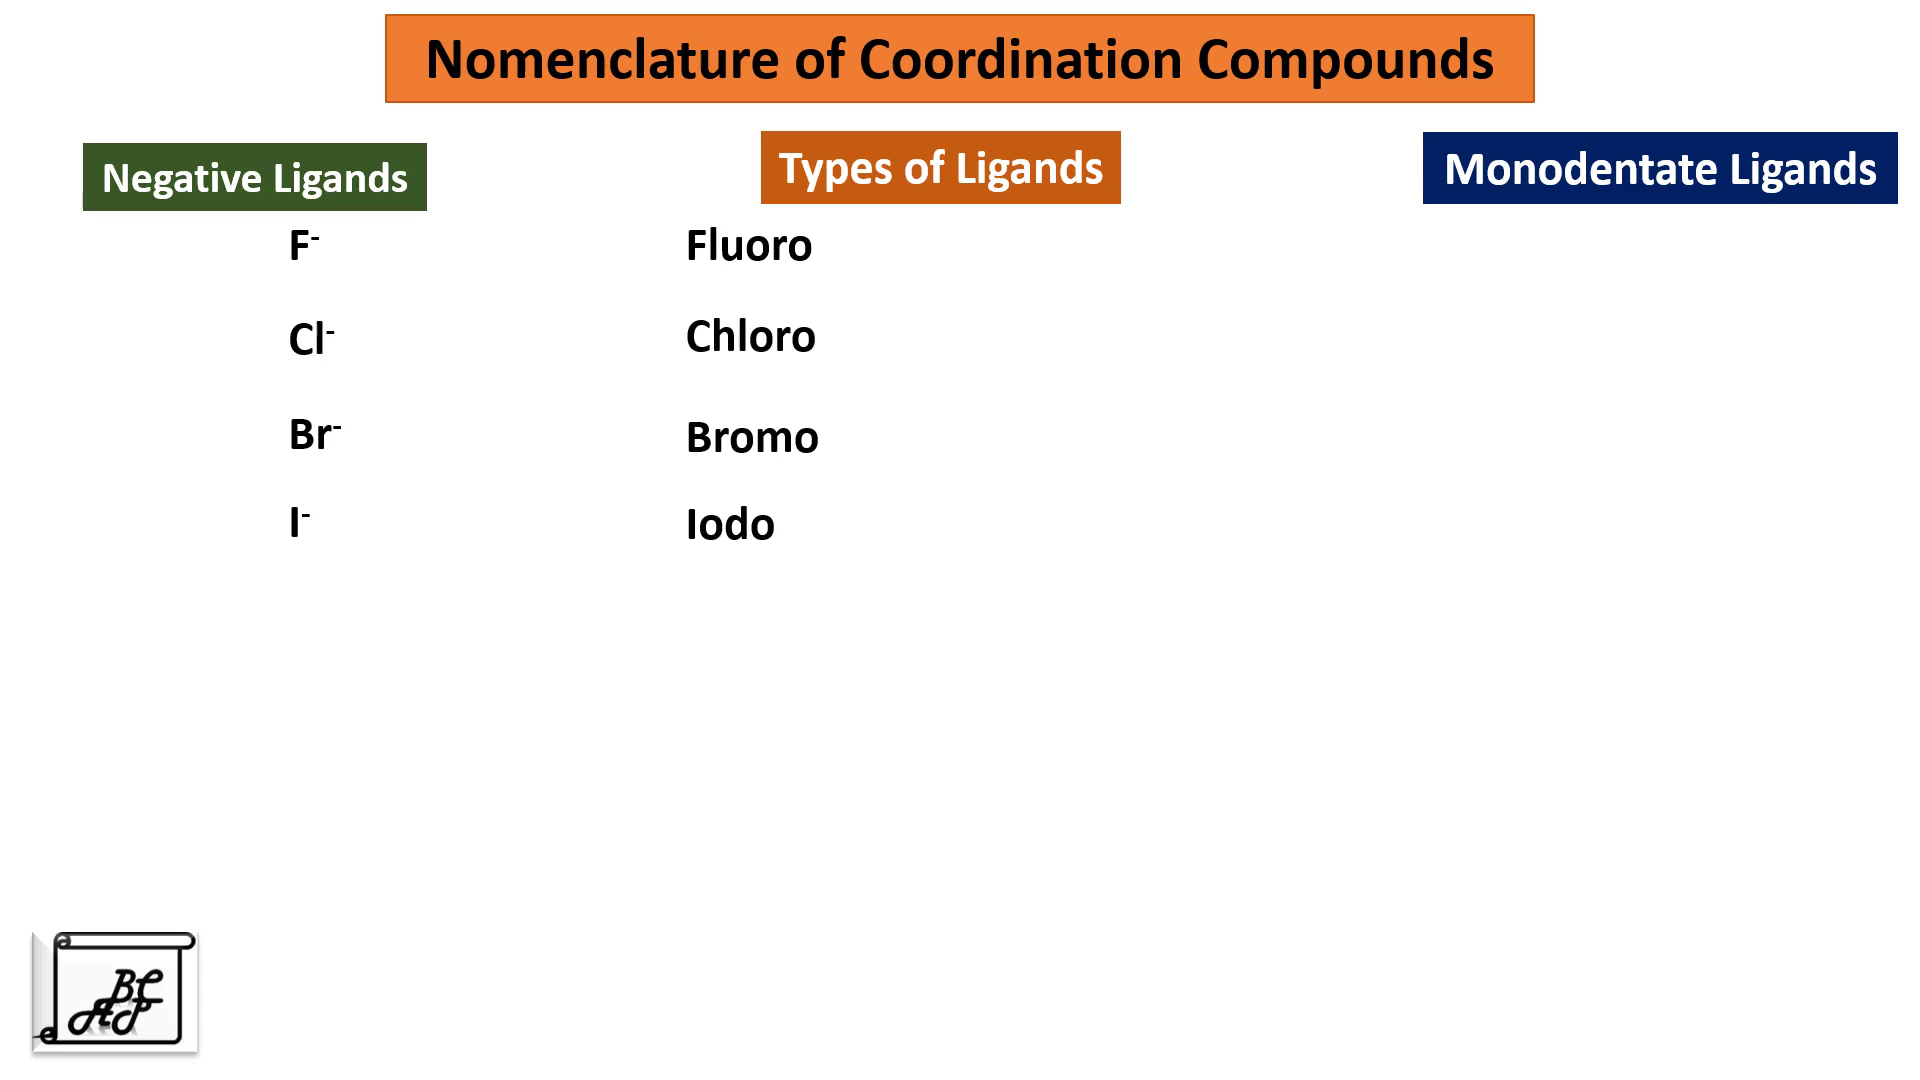 Nomenclature of Coordination Compounds
Negative Ligands
Types of Ligands
Monodentate Ligands
F⁻ Fluoro
Cl⁻ Chloro
Br⁻ Bromo
I⁻ Iodo